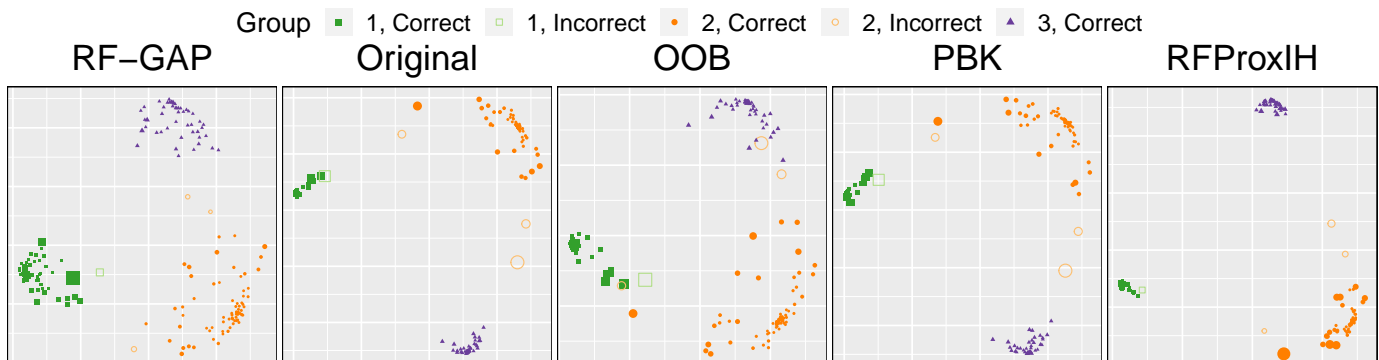 Group 1, Correct 1, Incorrect 2, Correct 2, Incorrect 3, Correct
RF−GAP Original OOB PBK RFProxIH